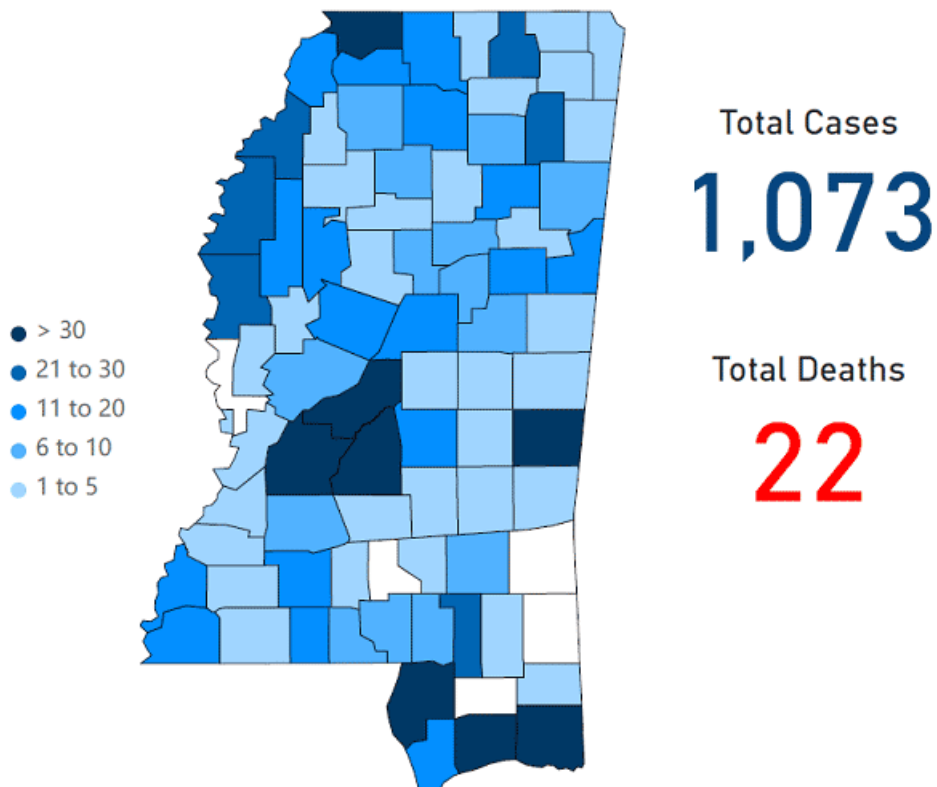 Total Cases
1,073
> 30
21 to 30
11 to 20
6 to 10
1 to 5
Total Deaths
22